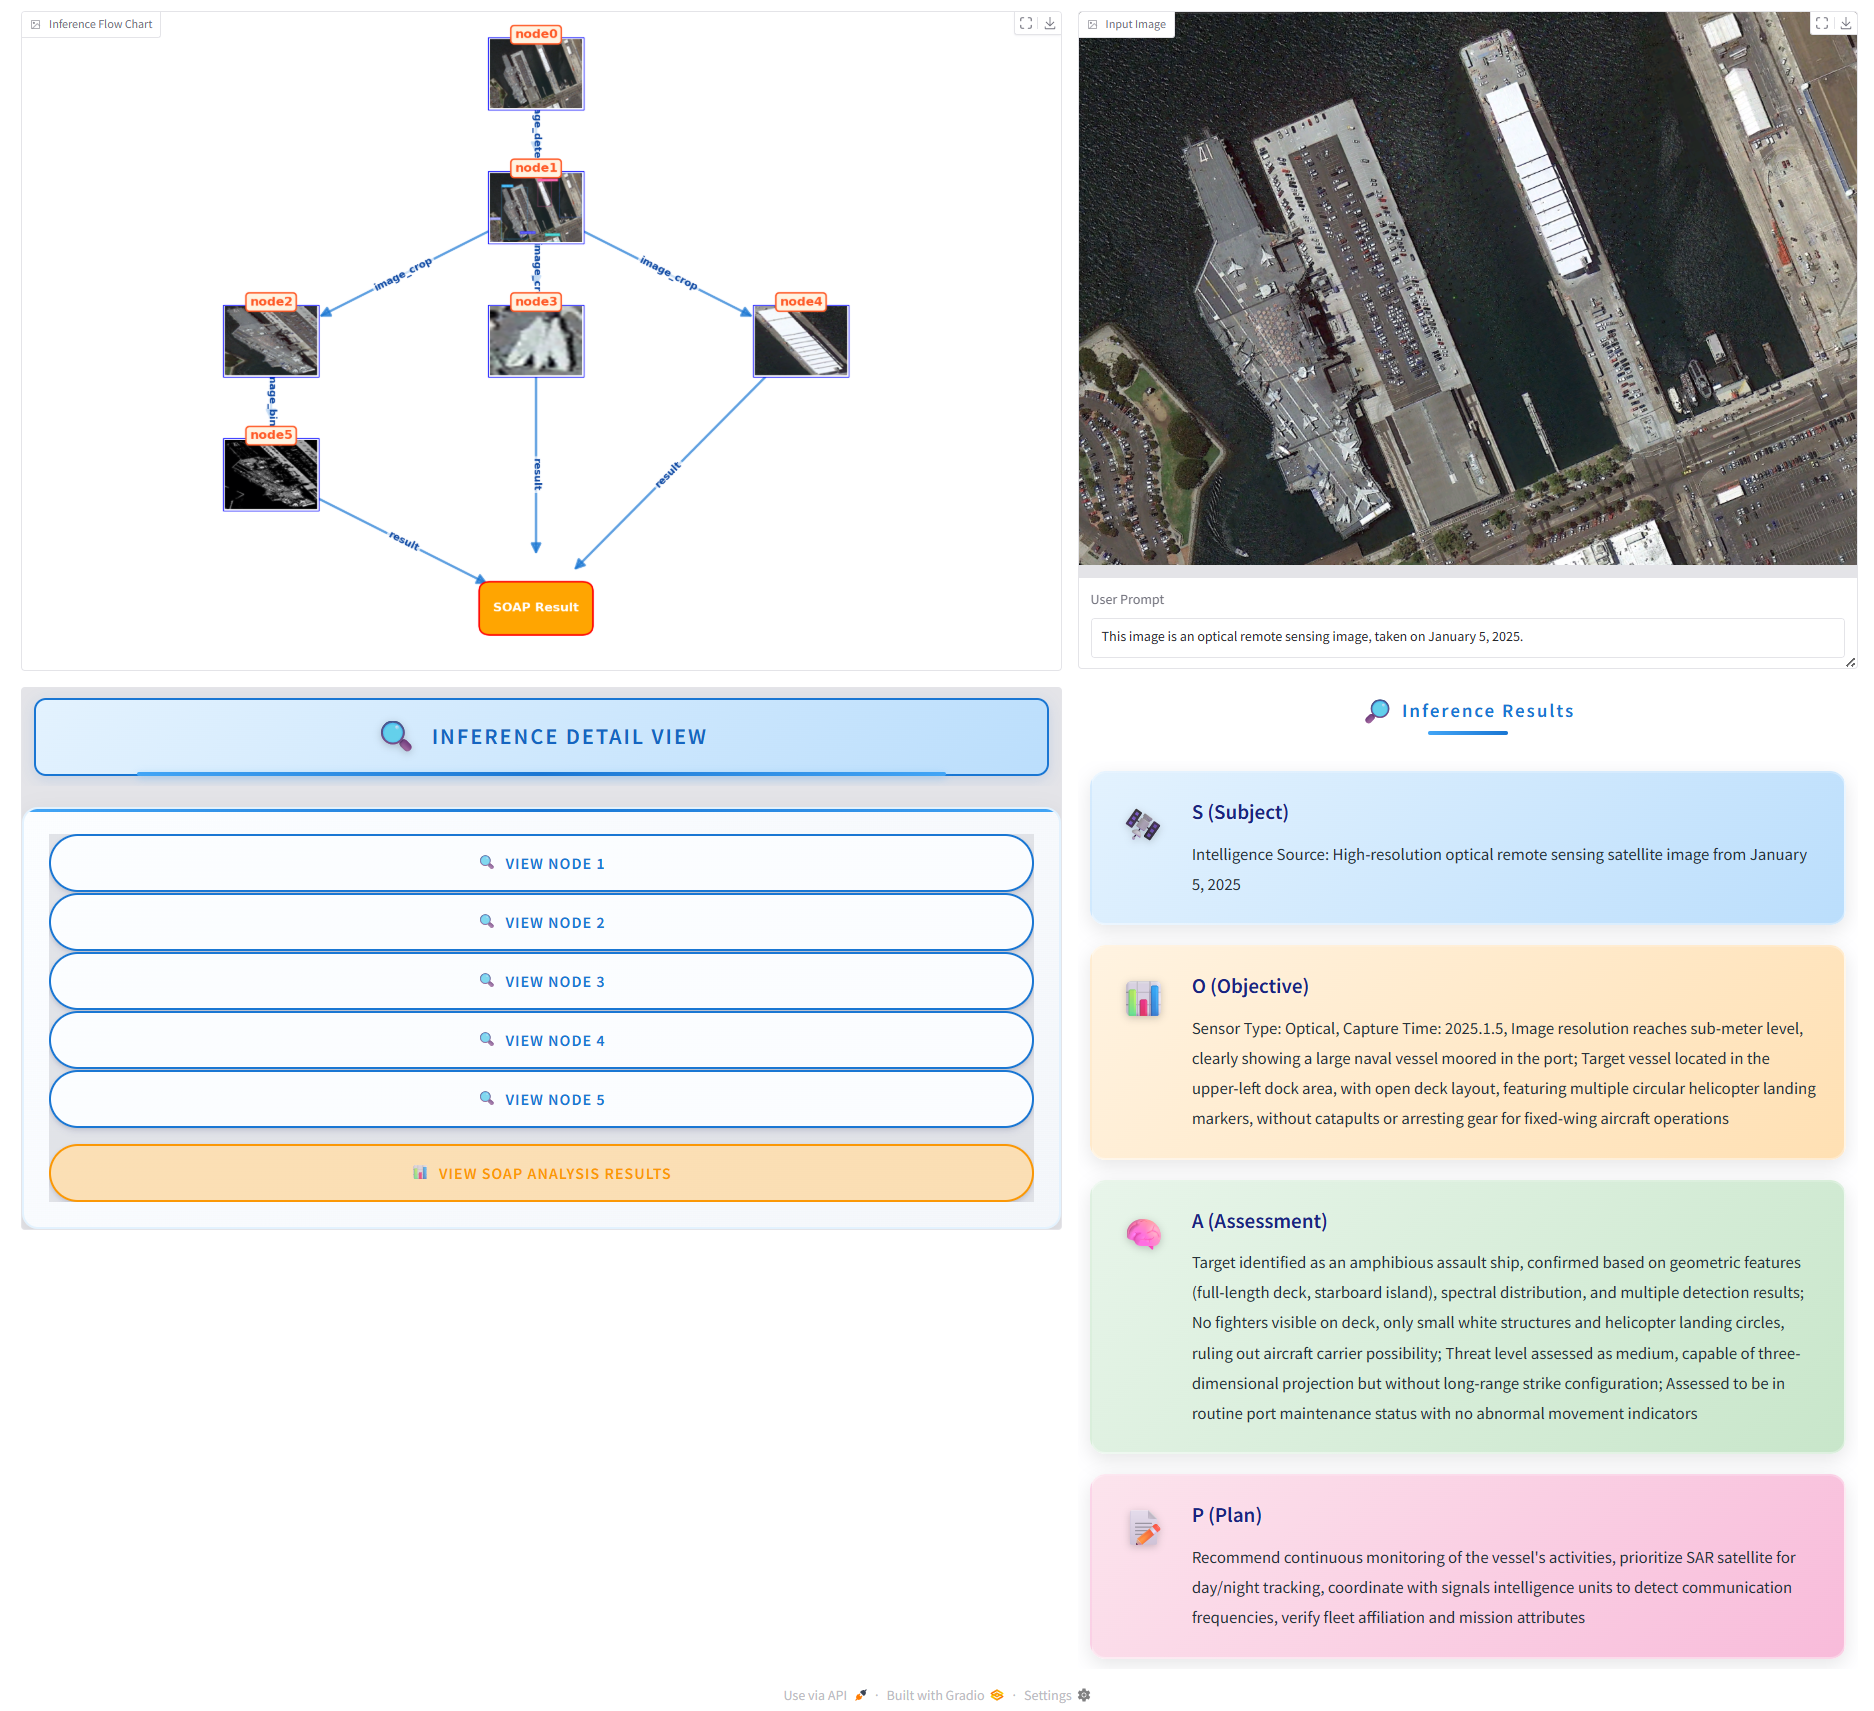 Inference Flow Chart
node0
node1
image_crop
image_crop
node2
node3
node4
node5
result
result
result
SOAP Result
Input Image
41
User Prompt
This image is an optical remote sensing image, taken on January 5, 2025.
INFERENCE DETAIL VIEW
VIEW NODE 1
VIEW NODE 2
VIEW NODE 3
VIEW NODE 4
VIEW NODE 5
VIEW SOAP ANALYSIS RESULTS
Inference Results
S (Subject)
Intelligence Source: High-resolution optical remote sensing satellite image from January
5, 2025
O (Objective)
Sensor Type: Optical, Capture Time: 2025.1.5, Image resolution reaches sub-meter level,
clearly showing a large naval vessel moored in the port; Target vessel located in the
upper-left dock area, with open deck layout, featuring multiple circular helicopter landing
markers, without catapults or arresting gear for fixed-wing aircraft operations
A (Assessment)
Target identified as an amphibious assault ship, confirmed based on geometric features
(full-length deck, starboard island), spectral distribution, and multiple detection results;
No fighters visible on deck, only small white structures and helicopter landing circles,
ruling out aircraft carrier possibility; Threat level assessed as medium, capable of three-
dimensional projection but without long-range strike configuration; Assessed to be in
routine port maintenance status with no abnormal movement indicators
P (Plan)
Recommend continuous monitoring of the vessel's activities, prioritize SAR satellite for
day/night tracking, coordinate with signals intelligence units to detect communication
frequencies, verify fleet affiliation and mission attributes
Use via API · Built with Gradio · Settings